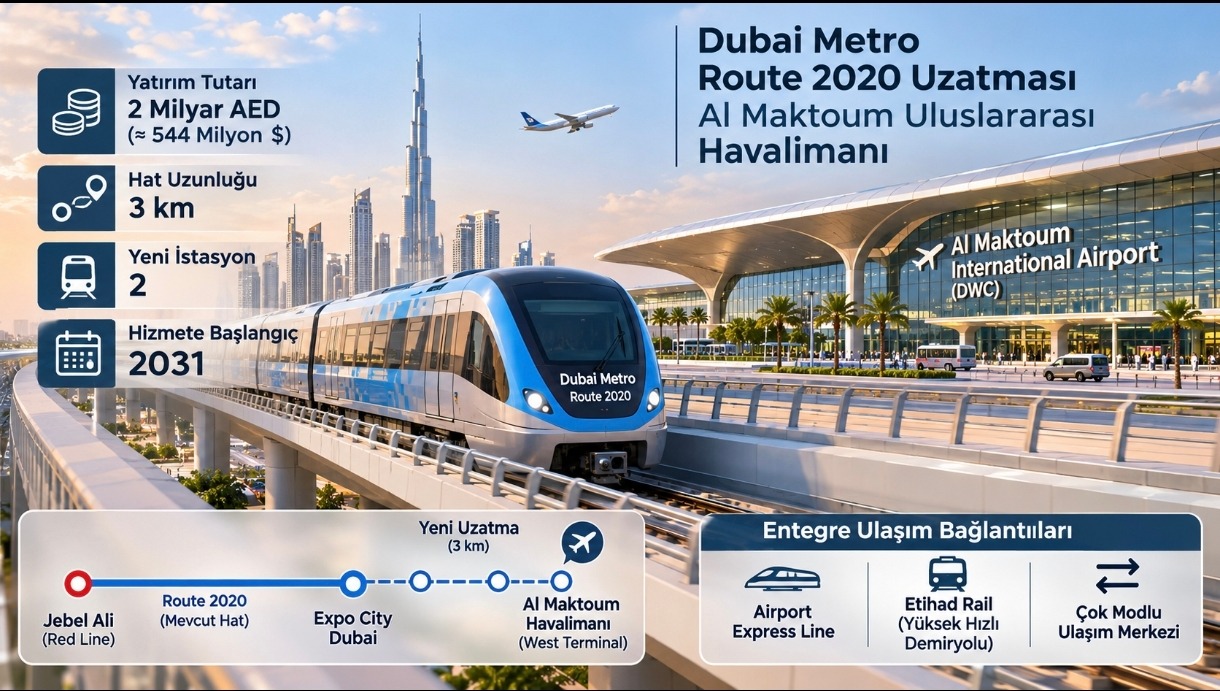 Dubai Metro
Route 2020 Uzatması
Al Maktoum Uluslararası
Havalimanı
Yatırım Tutarı
2 Milyar AED
(≈ 544 Milyon $)
Hat Uzunluğu
3 km
Yeni İstasyon
2
Hizmete Başlangıç
2031
Al Maktoum
International Airport
(DWC)
Dubai Metro
Route 2020
Yeni Uzatma
(3 km)
Jebel Ali
(Red Line)
Route 2020
(Mevcut Hat)
Expo City
Dubai
Al Maktoum
Havalimanı
(West Terminal)
Entegre Ulaşım Bağlantıları
Airport
Express Line
Etihad Rail
(Yüksek Hızlı
Demiryolu)
Çok Modlu
Ulaşım Merkezi